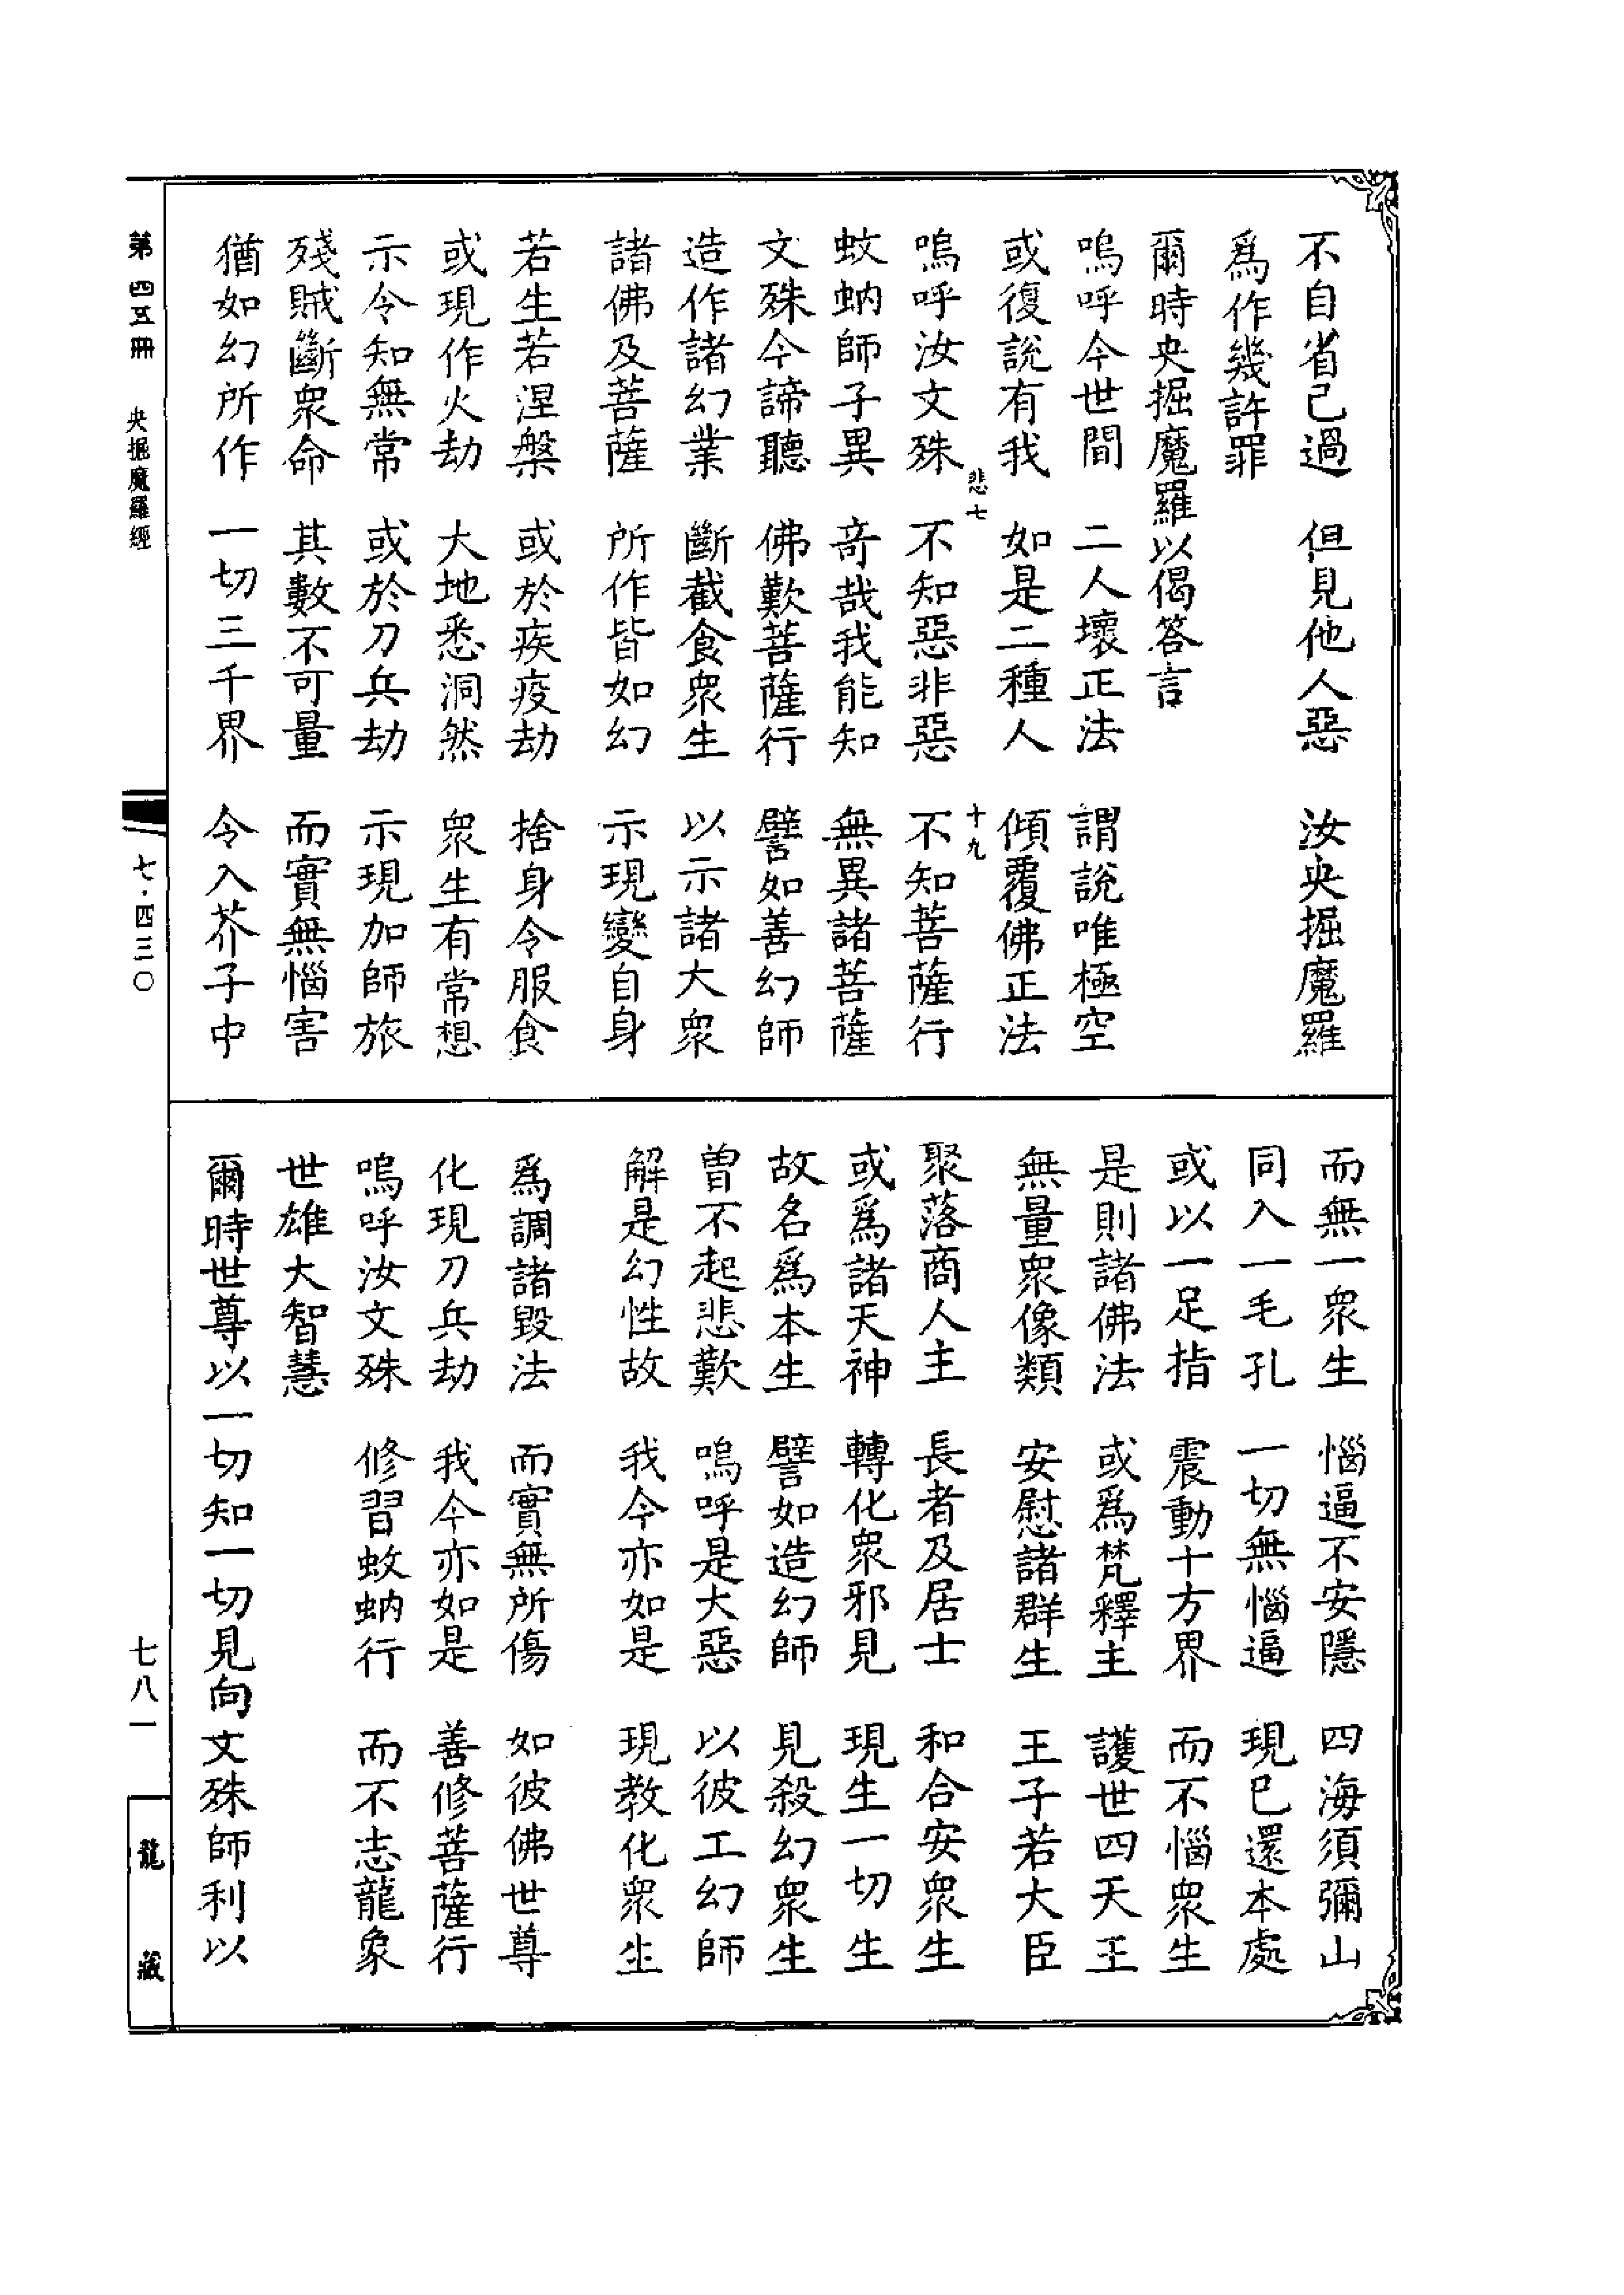 不自省己過　但見他人惡　汝央掘魔羅
爲作幾許罪
爾時央掘魔羅以偈答言
嗚呼今世間　二人壞正法　謂說唯極空
或復說有我　如是二種人　傾覆佛正法
悲七　十九
嗚呼汝文殊　不知惡非惡　不知菩薩行
蚊蚋師子異　奇哉我能知　無異諸菩薩
文殊今諦聽　佛歎菩薩行　譬如善幻師
造作諸幻業　斷截食衆生　以示諸大衆
諸佛及菩薩　所作皆如幻　示現變自身
若生若涅槃　或於疾疫劫　捨身令服食
或現作火劫　大地悉洞然　衆生有常想
示令知無常　或於刀兵劫　示現加師旅
殘賊斷衆命　其數不可量　而實無惱害
猶如幻所作　一切三千界　令入芥子中
而無一衆生　惱逼不安隱　四海須彌山
同入一毛孔　一切無惱逼　現已還本處
或以一足指　震動十方界　而不惱衆生
是則諸佛法　或爲梵釋主　護世四天王
無量衆像類　安慰諸群生　王子若大臣
聚落商人主　長者及居士　和合安衆生
或爲諸天神　轉化衆邪見　現生一切生
故名爲本生　譬如造幻師　見殺幻衆生
曾不起悲歎　嗚呼是大惡　以彼工幻師
解是幻性故　我今亦如是　現教化衆生
爲調諸毀法　而實無所傷　如彼佛世尊
化現刀兵劫　我今亦如是　善修菩薩行
嗚呼汝文殊　修習蚊蚋行　而不志龍象
世雄大智慧
爾時世尊以一切知一切見向文殊師利以
第四五冊　央掘魔羅經　七·四三〇　七八一　龍藏